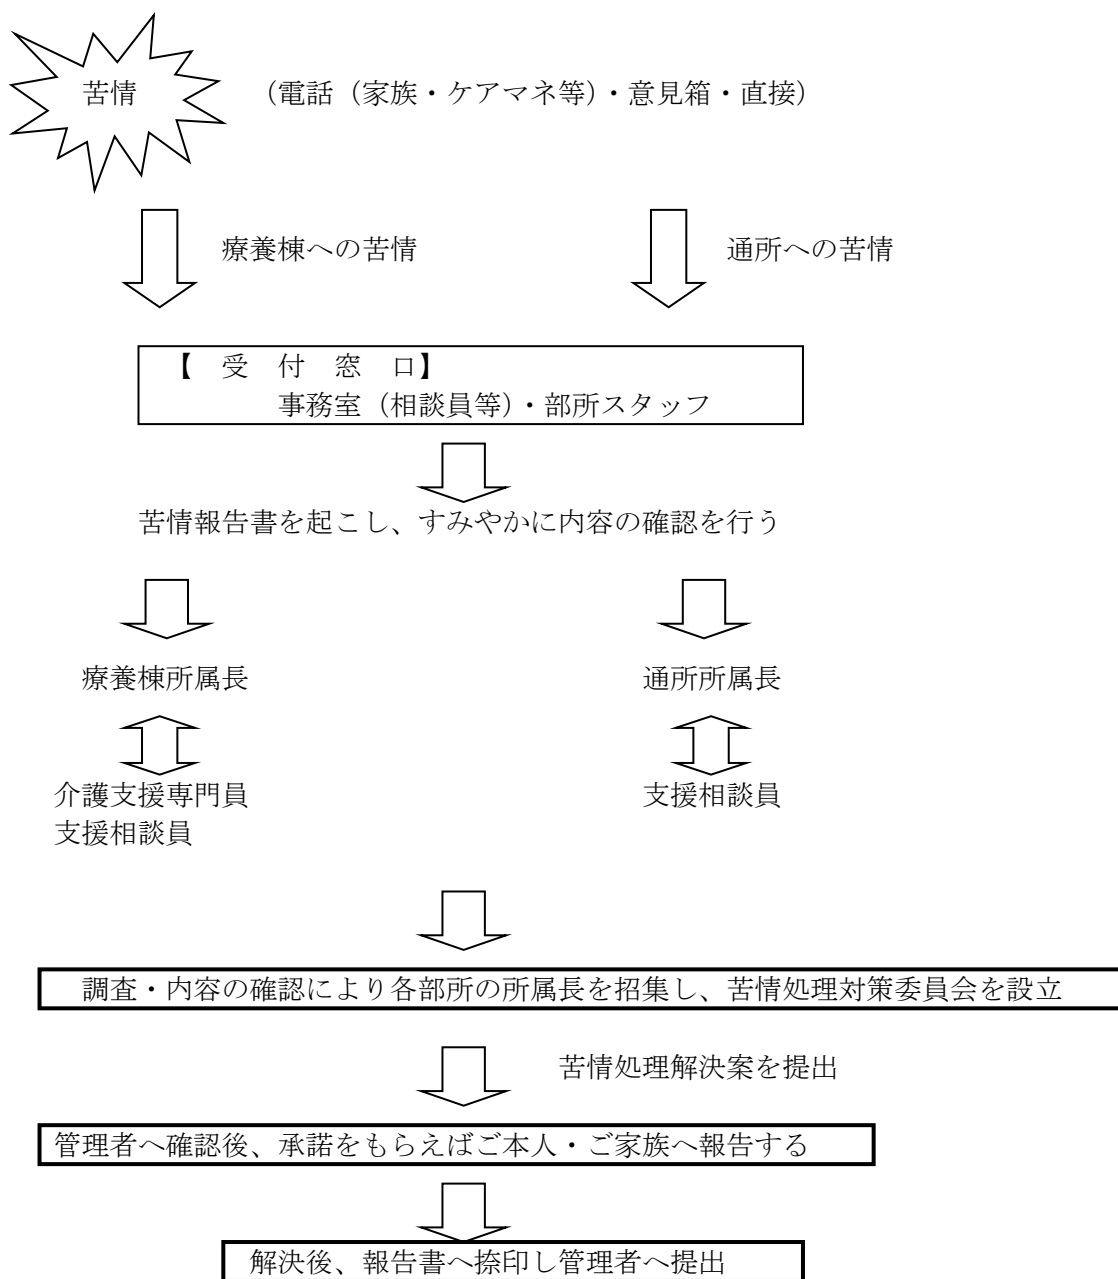 苦情
(電話(家族・ケアマネ等)・意見箱・直接)
療養棟への苦情
通所への苦情
【 受 付 窓 口】
事務室(相談員等)・部所スタッフ
苦情報告書を起こし、すみやかに内容の確認を行う
療養棟所属長
通所所属長
介護支援専門員
支援相談員
支援相談員
調査・内容の確認により各部所の所属長を招集し、苦情処理対策委員会を設立
苦情処理解決案を提出
管理者へ確認後、承諾をもらえばご本人・ご家族へ報告する
解決後、報告書へ捺印し管理者へ提出